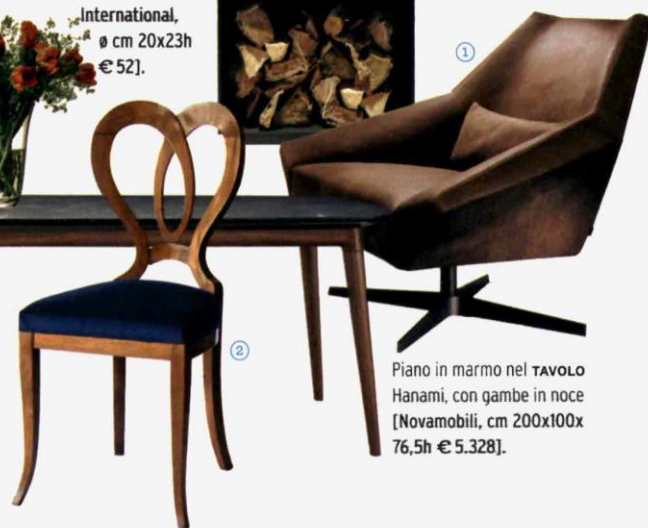 International,
ø cm 20x23h
€ 52].
1
2
Piano in marmo nel TAVOLO
Hanami, con gambe in noce
[Novamobili, cm 200x100x
76,5h € 5.328].